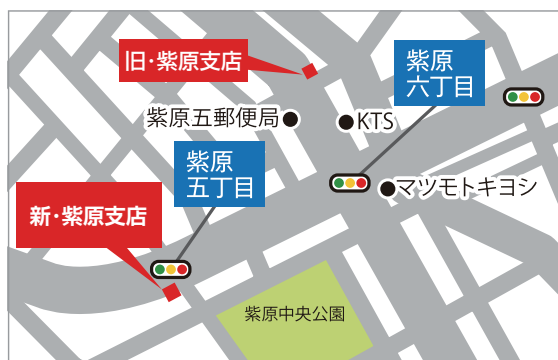 旧・紫原支店
紫原
六丁目
紫原五郵便局
KTS
紫原
五丁目
マツモトキヨシ
新・紫原支店
紫原中央公園